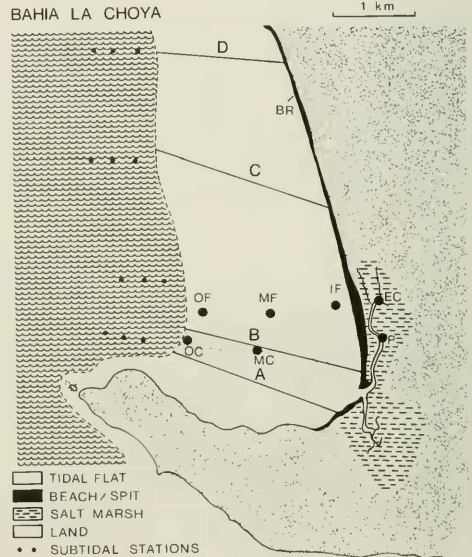 BAHIA LA CHOYA
1 km
D
BR
C
OF
MF
IF
EC
B
OC
MC
P
A
TIDAL FLAT
BEACH/SPIT
SALT MARSH
LAND
SUBTIDAL STATIONS